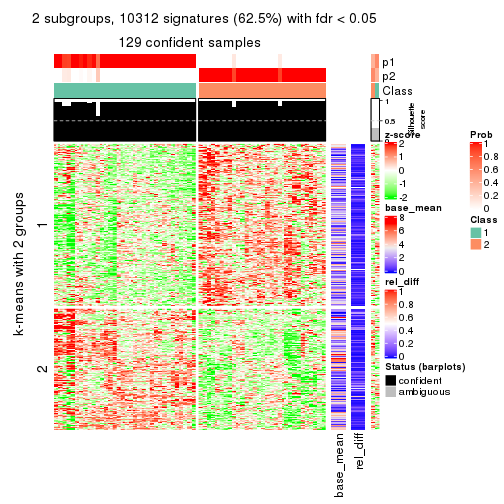 2 subgroups, 10312 signatures (62.5%) with fdr < 0.05
129 confident samples
p1
p2
Class
1
0.5
0
Silhouette
score
k-means with 2 groups
1
2
base_mean
rel_diff
z-score
2
1
0
-1
-2
base_mean
8
6
4
2
0
rel_diff
1
0.8
0.6
0.4
0.2
0
Status (barplots)
confident
ambiguous
Prob
1
0.8
0.6
0.4
0.2
0
Class
1
2